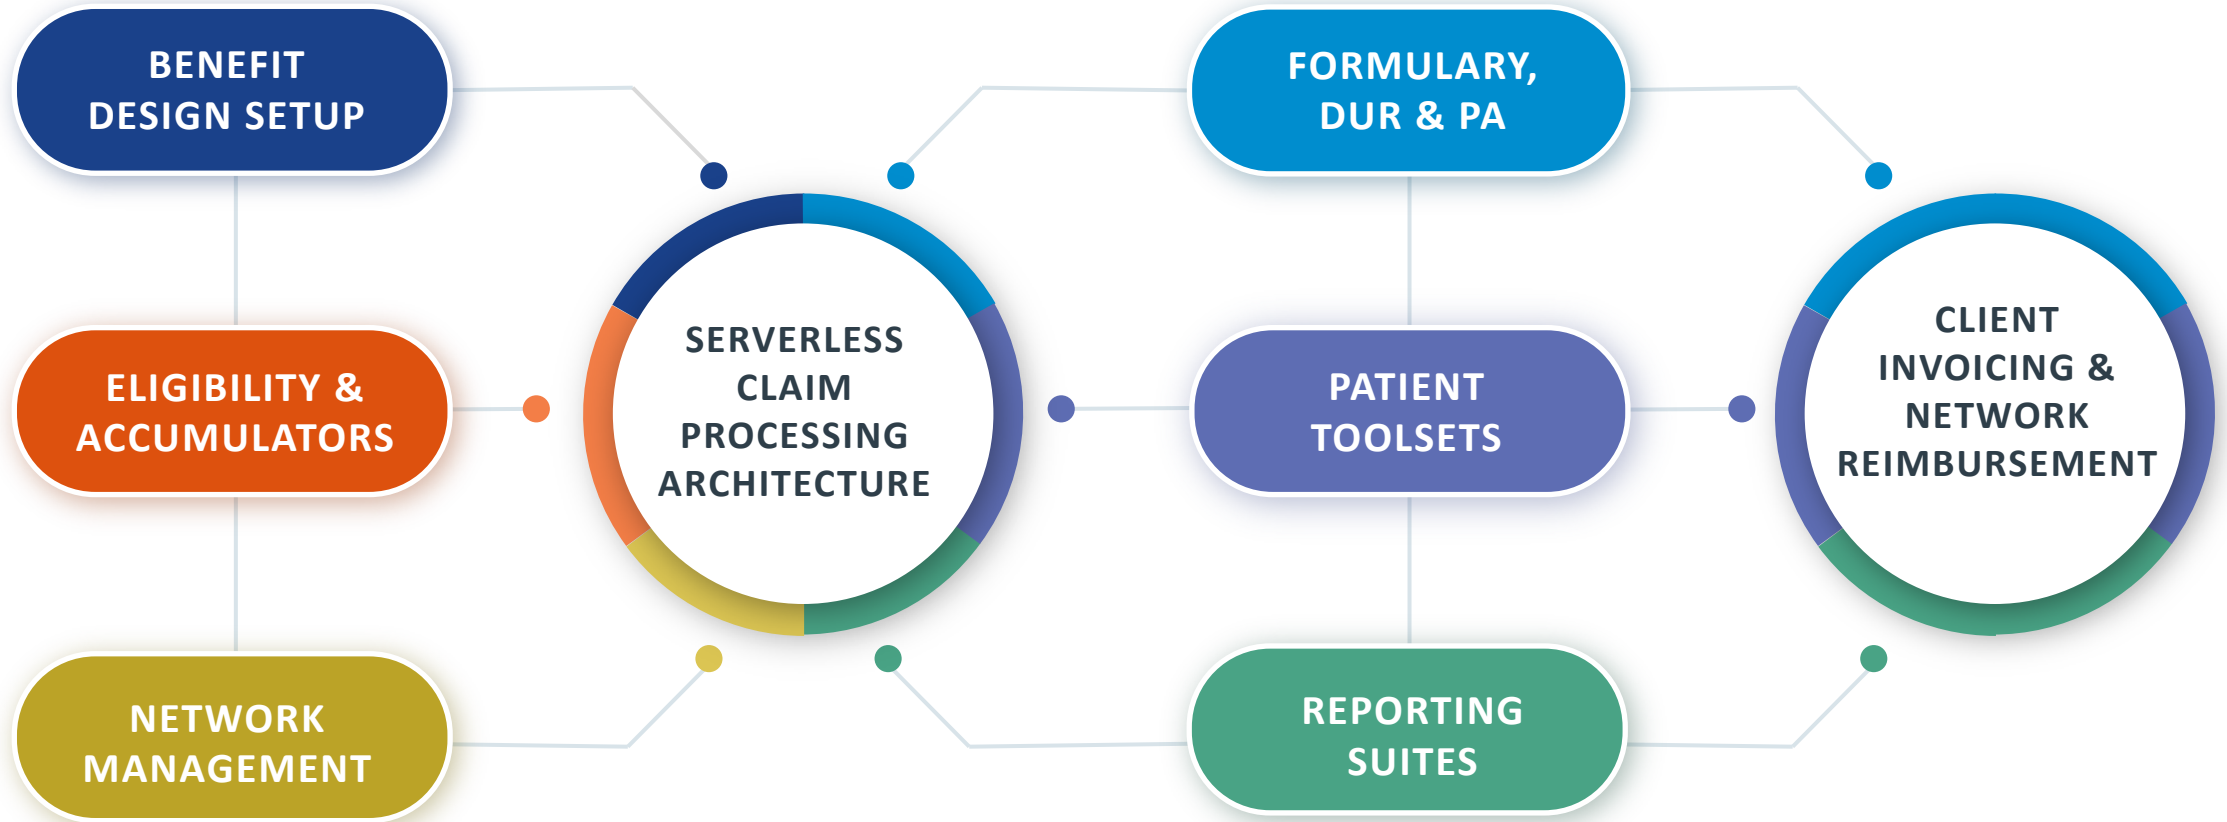 BENEFIT
DESIGN SETUP
ELIGIBILITY &
ACCUMULATORS
NETWORK
MANAGEMENT
SERVERLESS
CLAIM
PROCESSING
ARCHITECTURE
FORMULARY,
DUR & PA
PATIENT
TOOLSETS
REPORTING
SUITES
CLIENT
INVOICING &
NETWORK
REIMBURSEMENT